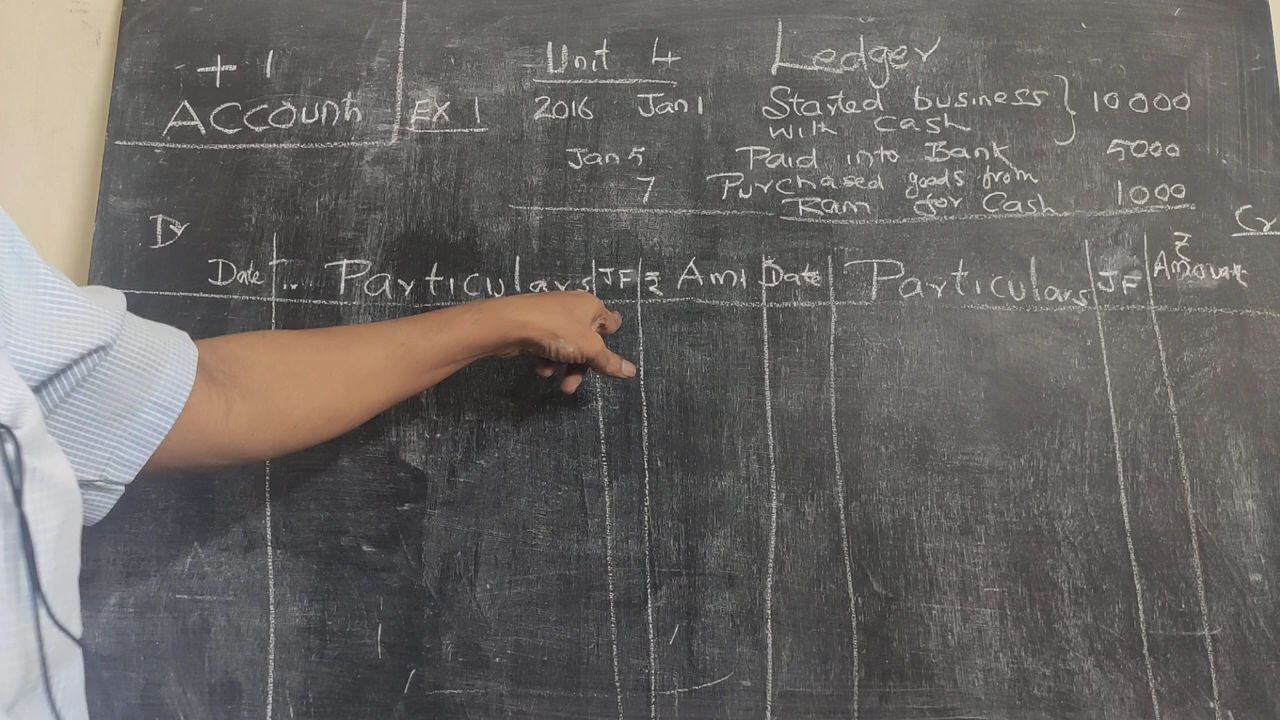 +1
ACCount
Unit 4 Ledger
EX 1 2016 Jan 1 Started business } 10000
with cash
Jan 5 Paid into Bank 5000
7 Purchased goods from 1000
Ram for Cash
Dr Cr
Date Particulars JF ₹ Amt Date Particulars JF ₹ Amount